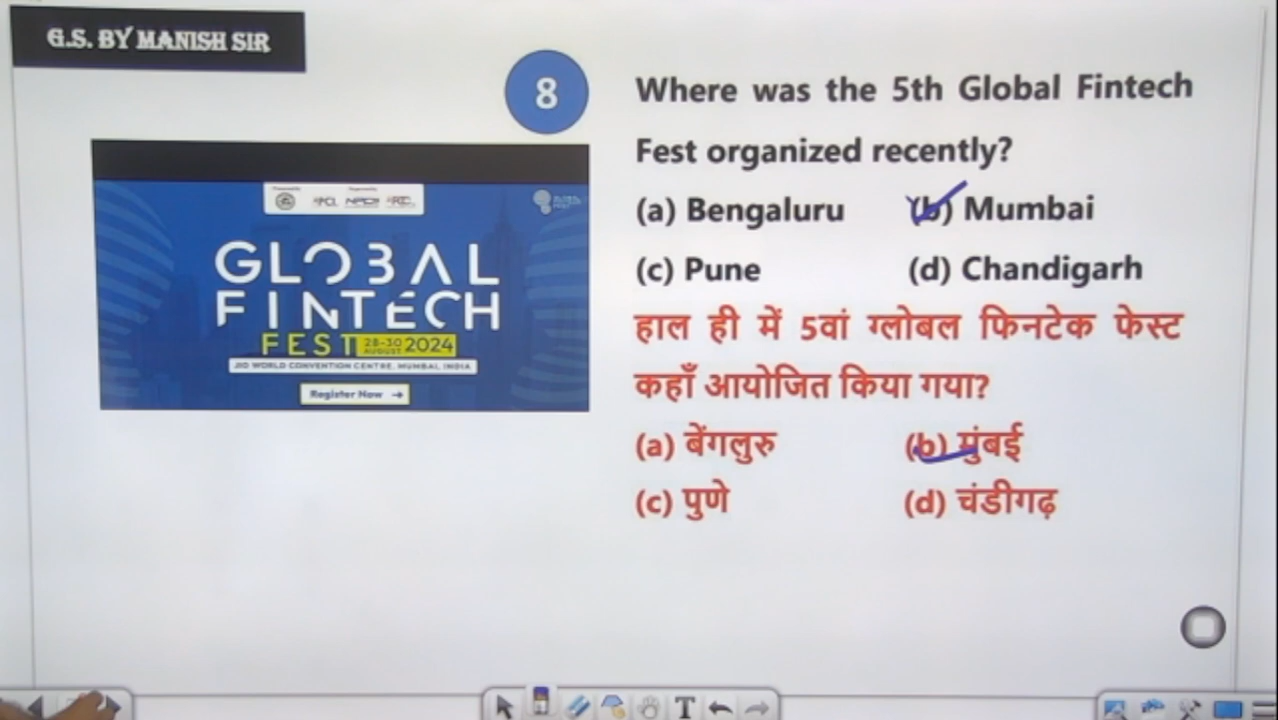 G.S. BY MANISH SIR
8
Where was the 5th Global Fintech
Fest organized recently?
(a) Bengaluru (b) Mumbai
(c) Pune (d) Chandigarh
हाल ही में 5वां ग्लोबल फिनटेक फेस्ट
कहाँ आयोजित किया गया?
(a) बेंगलुरु (b) मुंबई
(c) पुणे (d) चंडीगढ़
GLOBAL
FINTECH
FEST 28-30 AUGUST 2024
JIO WORLD CONVENTION CENTRE, MUMBAI, INDIA
Register Now →
T